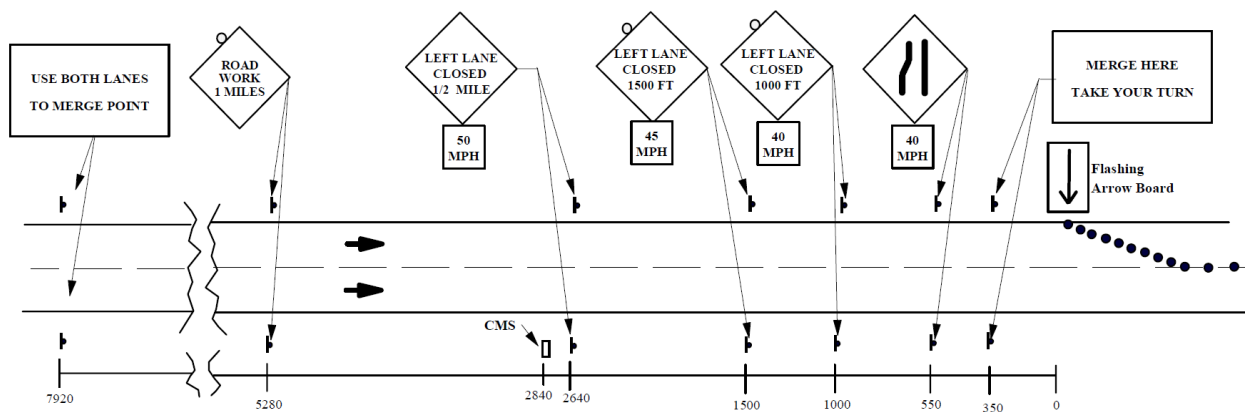 USE BOTH LANES
TO MERGE POINT
ROAD
WORK
1 MILES
LEFT LANE
CLOSED
1/2 MILE
50
MPH
LEFT LANE
CLOSED
1500 FT
45
MPH
LEFT LANE
CLOSED
1000 FT
40
MPH
40
MPH
MERGE HERE
TAKE YOUR TURN
Flashing
Arrow Board
CMS
7920
5280
2840
2640
1500
1000
550
350
0